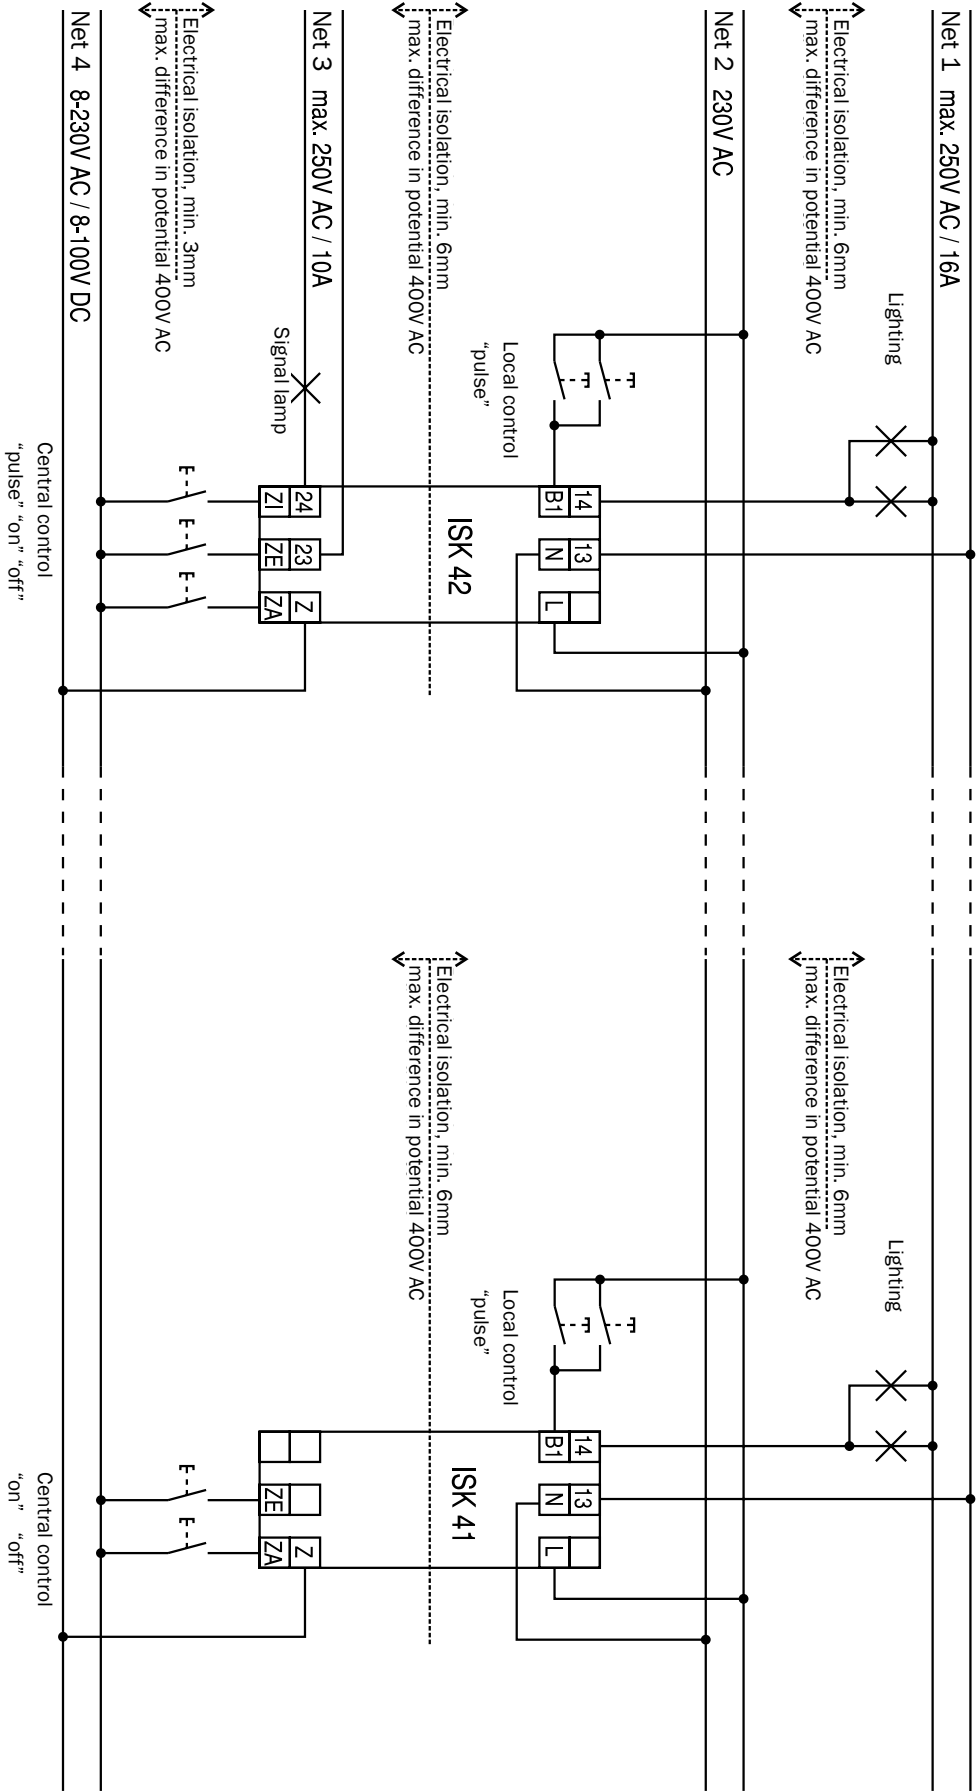 Net 1 max. 250V AC / 16A
Lighting
Lighting
Electrical isolation, min. 6mm
max. difference in potential 400V AC
Electrical isolation, min. 6mm
max. difference in potential 400V AC
Net 2 230V AC
14
13
B1
N
L
14
13
B1
N
L
Local control
"pulse"
Local control
"pulse"
ISK 42
ISK 41
Electrical isolation, min. 6mm
max. difference in potential 400V AC
Electrical isolation, min. 6mm
max. difference in potential 400V AC
Net 3 max. 250V AC / 10A
Signal lamp
24
23
Z
ZI
ZE
ZA
Z
ZE
ZA
Electrical isolation, min. 3mm
max. difference in potential 400V AC
Net 4 8-230V AC / 8-100V DC
Central control
“pulse” “on” “off”
Central control
“on” “off”